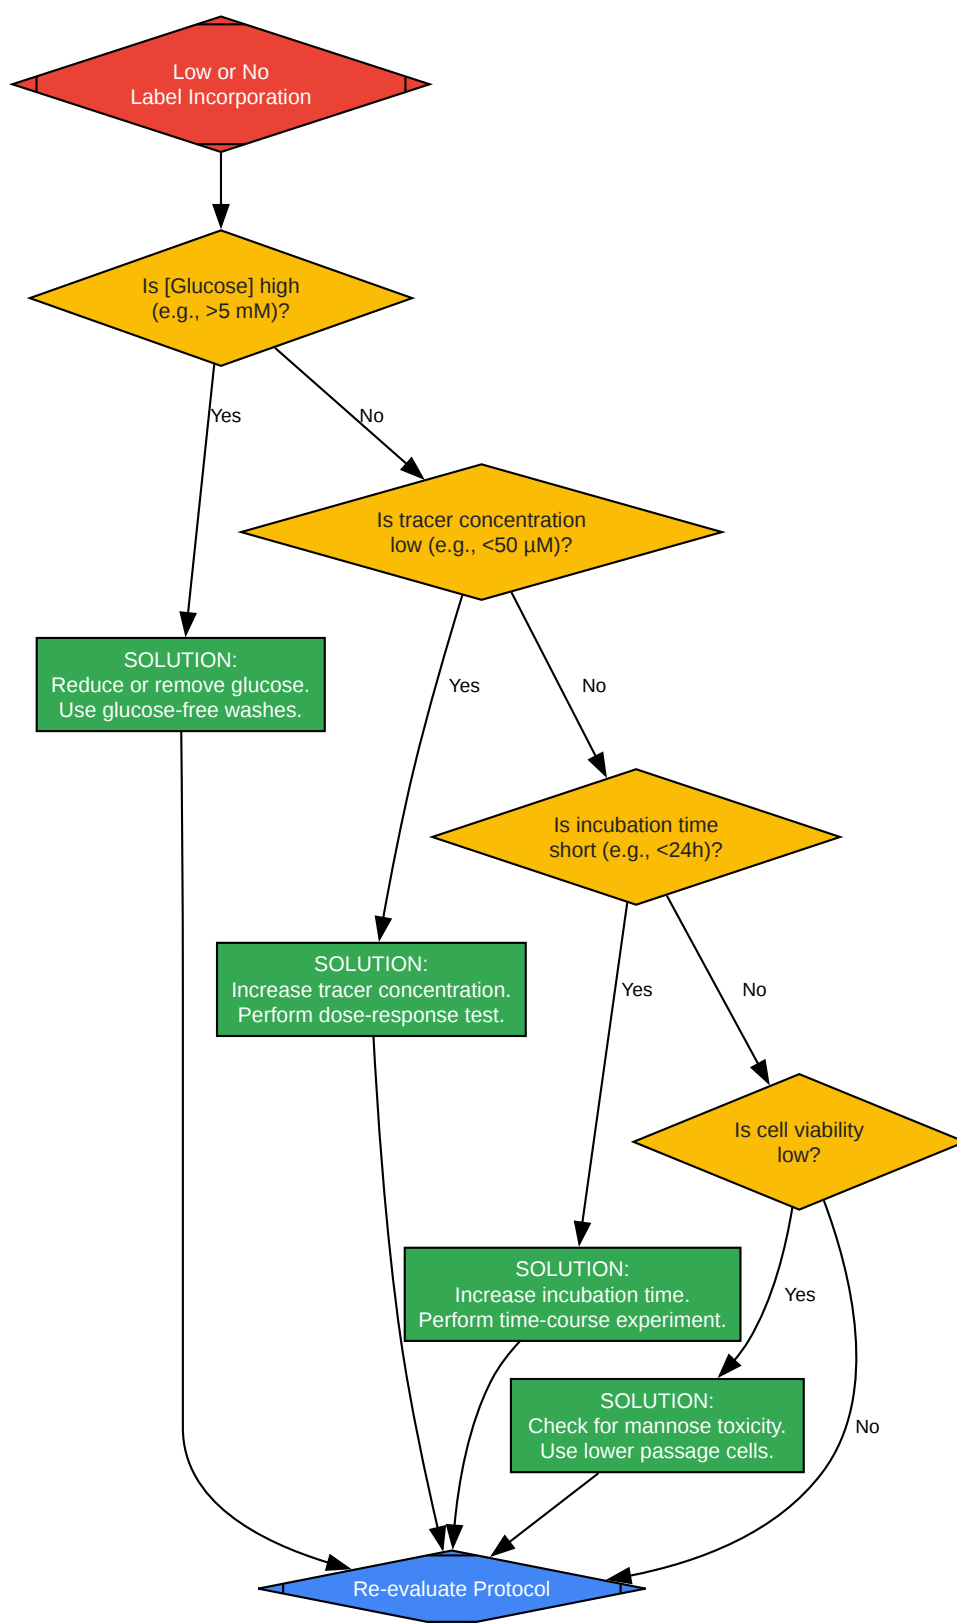 Low or No
Label Incorporation
Is [Glucose] high
(e.g., >5 mM)?
Yes
No
Is tracer concentration
low (e.g., <50 µM)?
SOLUTION:
Reduce or remove glucose.
Use glucose-free washes.
Yes
No
Is incubation time
short (e.g., <24h)?
SOLUTION:
Increase tracer concentration.
Perform dose-response test.
Yes
No
Is cell viability
low?
SOLUTION:
Increase incubation time.
Perform time-course experiment.
Yes
SOLUTION:
Check for mannose toxicity.
Use lower passage cells.
No
Re-evaluate Protocol